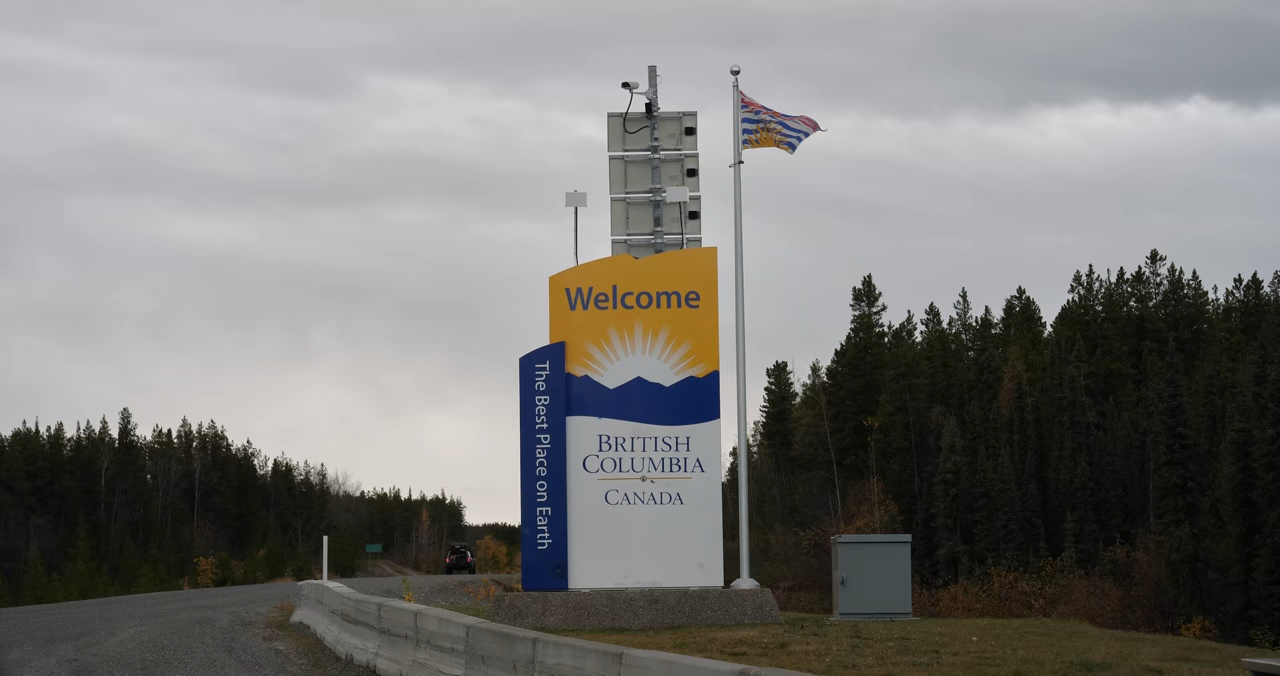 Welcome
The Best Place on Earth
BRITISH
COLUMBIA
CANADA